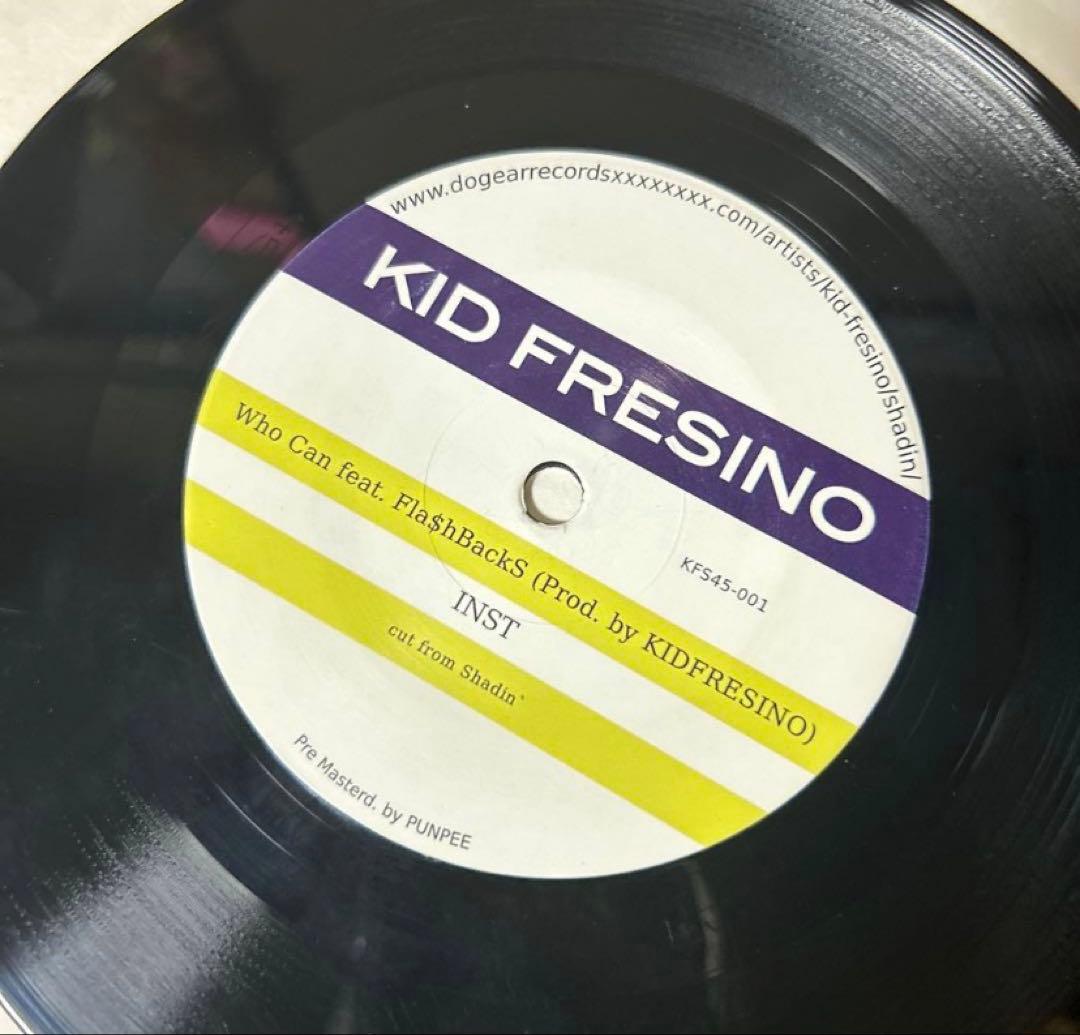 www.dogearrecordsxxxxxxxx.com/artists/kid-fresino/shadin/
KID FRESINO
KFS45-001
Who Can feat. Fla$hBackS (Prod. by KIDFRESINO)
INST
cut from Shadin'
Pre Masterd. by PUNPEE